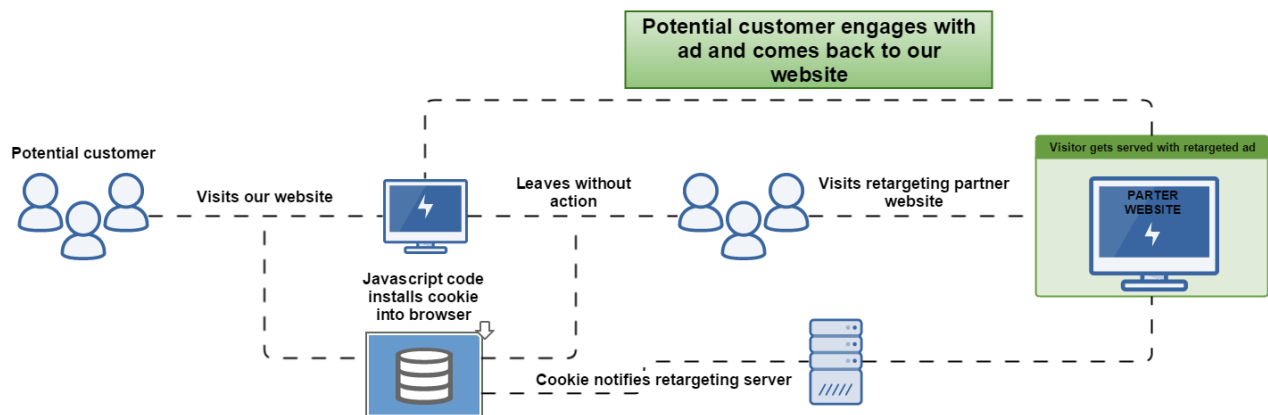 Potential customer engages with
ad and comes back to our
website
Potential customer
Visits our website
Leaves without
action
Visits retargeting partner
website
Visitor gets served with retargeted ad
PARTER
WEBSITE
Javascript code
installs cookie
into browser
Cookie notifies retargeting server